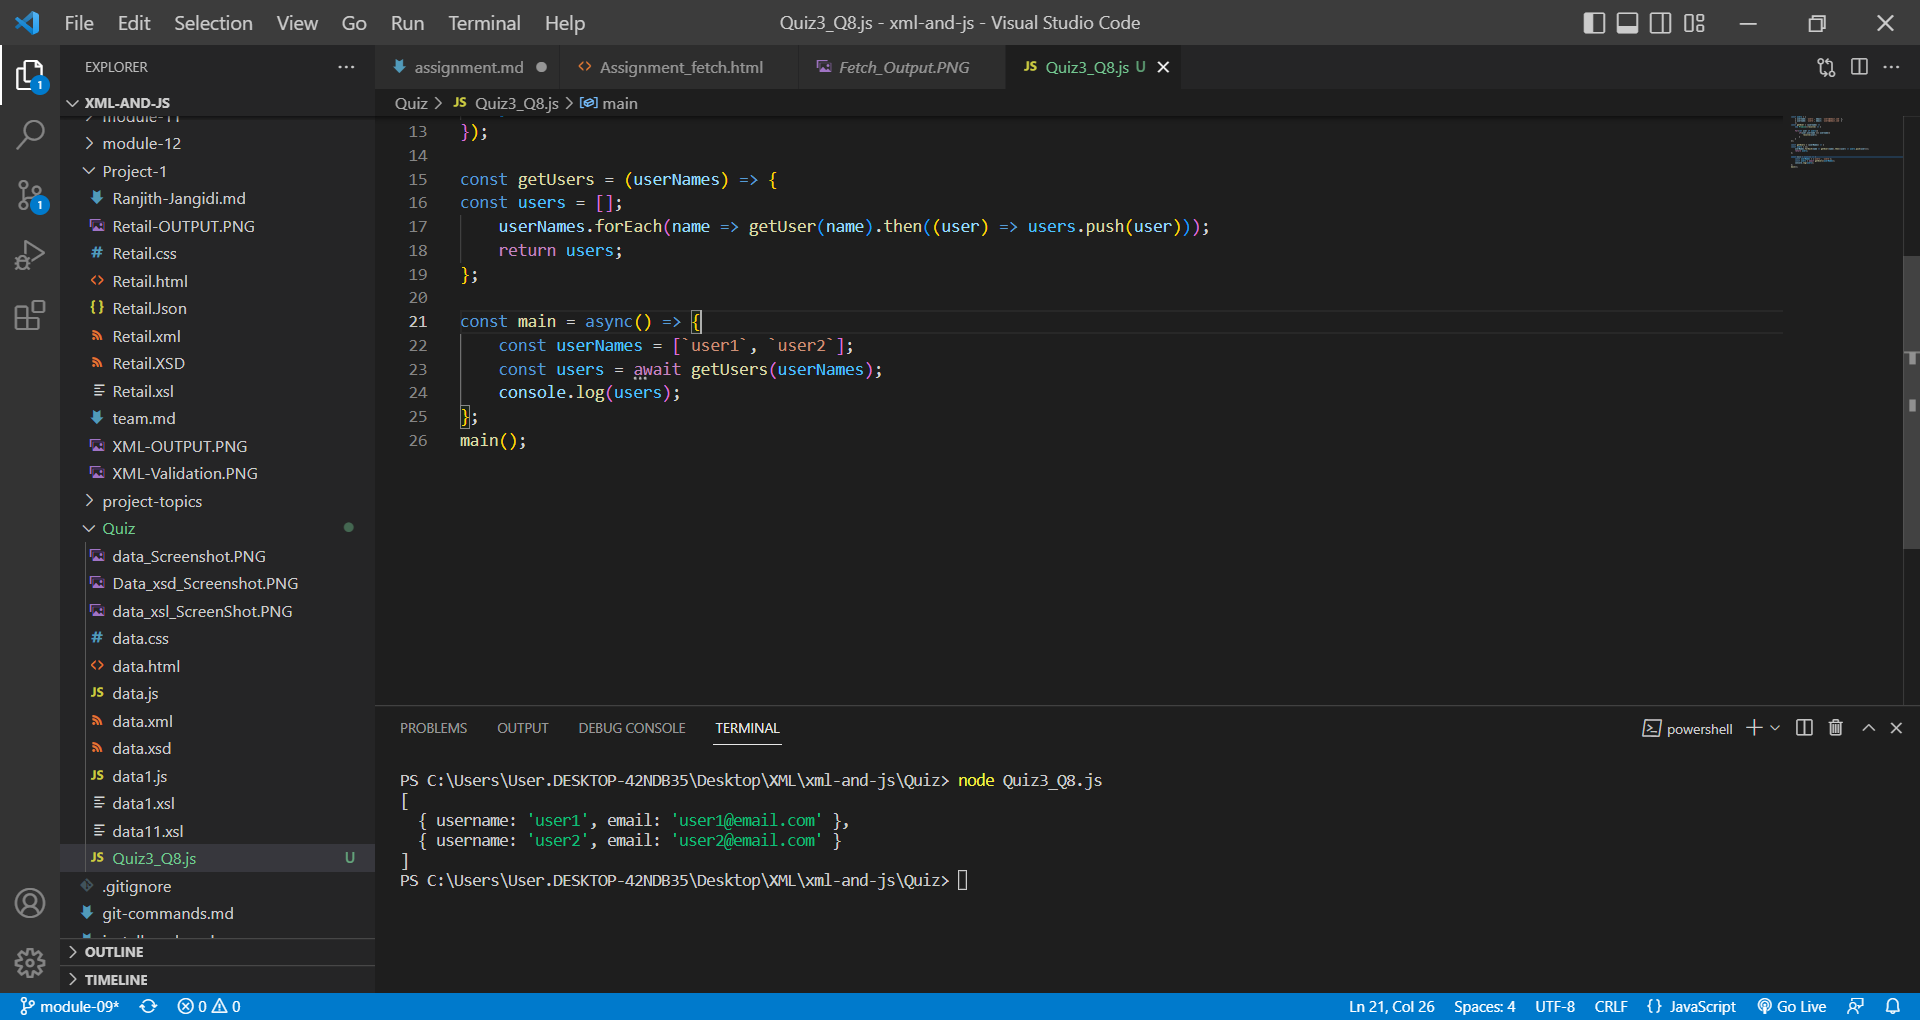 File Edit Selection View Go Run Terminal Help
Quiz3_Q8.js - xml-and-js - Visual Studio Code
EXPLORER
XML-AND-JS
module-11
module-12
Project-1
Ranjith-Jangidi.md
Retail-OUTPUT.PNG
Retail.css
Retail.html
Retail.Json
Retail.xml
Retail.XSD
Retail.xsl
team.md
XML-OUTPUT.PNG
XML-Validation.PNG
project-topics
Quiz
data_Screenshot.PNG
Data_xsd_Screenshot.PNG
data_xsl_ScreenShot.PNG
data.css
data.html
data.js
data.xml
data.xsd
data1.js
data1.xsl
data11.xsl
Quiz3_Q8.js U
.gitignore
git-commands.md
OUTLINE
TIMELINE
assignment.md
Assignment_fetch.html
Fetch_Output.PNG
Quiz3_Q8.js U
Quiz > JS Quiz3_Q8.js > main
13 });
14
15 const getUsers = (userNames) => {
16 const users = [];
17 userNames.forEach(name => getUser(name).then((user) => users.push(user)));
18 return users;
19 };
20
21 const main = async() => {
22 const userNames = [`user1`, `user2`];
23 const users = await getUsers(userNames);
24 console.log(users);
25 };
26 main();
PROBLEMS OUTPUT DEBUG CONSOLE TERMINAL
powershell
PS C:\Users\User.DESKTOP-42NDB35\Desktop\XML\xml-and-js\Quiz> node Quiz3_Q8.js
[
{ username: 'user1', email: 'user1@email.com' },
{ username: 'user2', email: 'user2@email.com' }
]
PS C:\Users\User.DESKTOP-42NDB35\Desktop\XML\xml-and-js\Quiz>
module-09* 0 0
Ln 21, Col 26 Spaces: 4 UTF-8 CRLF {} JavaScript Go Live